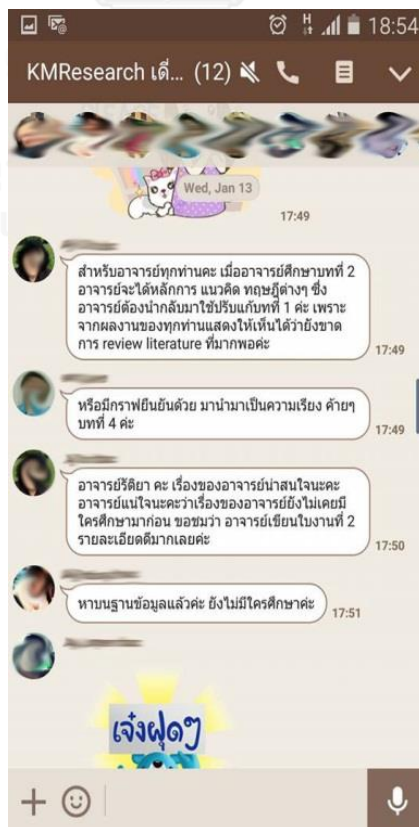 18:54
KMResearch เดี่... (12)
Wed, Jan 13
17:49
สำหรับอาจารย์ทุกท่านคะ เมื่ออาจารย์ศึกษาบทที่ 2
อาจารย์จะได้หลักการ แนวคิด ทฤษฎีต่างๆ ซึ่ง
อาจารย์ต้องนำกลับมาใช้ปรับแก้บทที่ 1 ค่ะ เพราะ
จากผลงานของทุกท่านแสดงให้เห็นได้ว่ายังขาด
การ review literature ที่มากพอค่ะ
17:49
หรือมีกราฟยืนยันด้วย มานำมาเป็นความเรียง ค้ายๆ
บทที่ 4 ค่ะ
17:49
อาจารย์รัดิยา คะ เรื่องของอาจารย์น่าสนใจนะคะ
อาจารย์แน่ใจนะคะว่าเรื่องของอาจารย์ยังไม่เคยมี
ใครศึกษามาก่อน ขอชมว่า อาจารย์เขียนใบงานที่ 2
รายละเอียดดีมากเลยค่ะ
17:50
หาบนฐานข้อมูลแล้วค่ะ ยังไม่มีใครศึกษาค่ะ
17:51
เจ๋งฝุดๆ